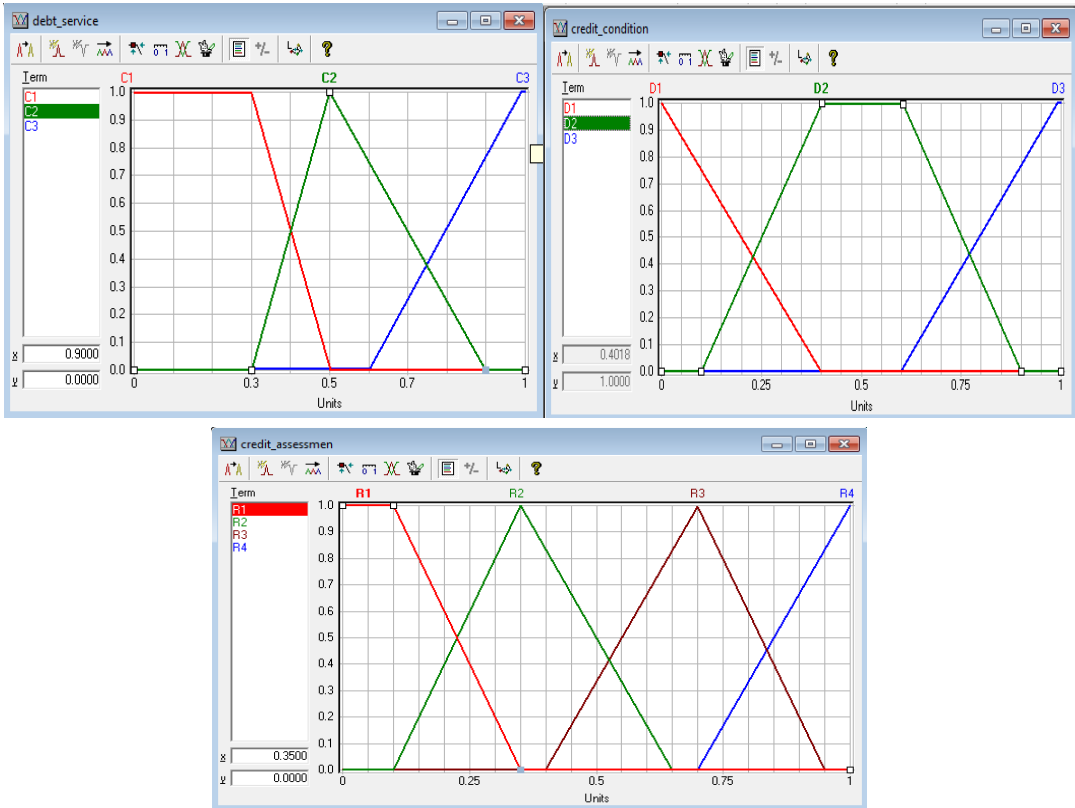 debt_service
Term
C1
C2
C3
C1 C2 C3
1.0
0.9
0.8
0.7
0.6
0.5
0.4
0.3
0.2
0.1
0.0
x 0.9000
y 0.0000
0 0.3 0.5 0.7 1
Units
credit_condition
Term
D1
D2
D3
D1 D2 D3
1.0
0.9
0.8
0.7
0.6
0.5
0.4
0.3
0.2
0.1
0.0
x 0.4018
y 1.0000
0 0.25 0.5 0.75 1
Units
credit_assessmen
Term
R1
R2
R3
R4
R1 R2 R3 R4
1.0
0.9
0.8
0.7
0.6
0.5
0.4
0.3
0.2
0.1
0.0
x 0.3500
y 0.0000
0 0.25 0.5 0.75 1
Units